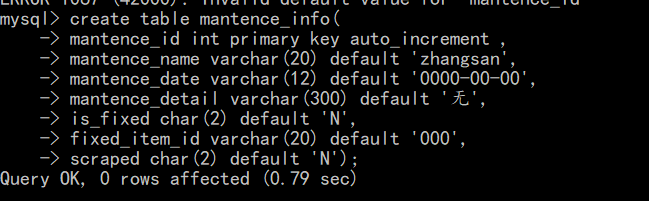 ERROR 1067 (42000): Invalid default value for 'mantence_id'
mysql> create table mantence_info(
    -> mantence_id int primary key auto_increment ,
    -> mantence_name varchar(20) default 'zhangsan',
    -> mantence_date varchar(12) default '0000-00-00',
    -> mantence_detail varchar(300) default '无',
    -> is_fixed char(2) default 'N',
    -> fixed_item_id varchar(20) default '000',
    -> scraped char(2) default 'N');
Query OK, 0 rows affected (0.79 sec)